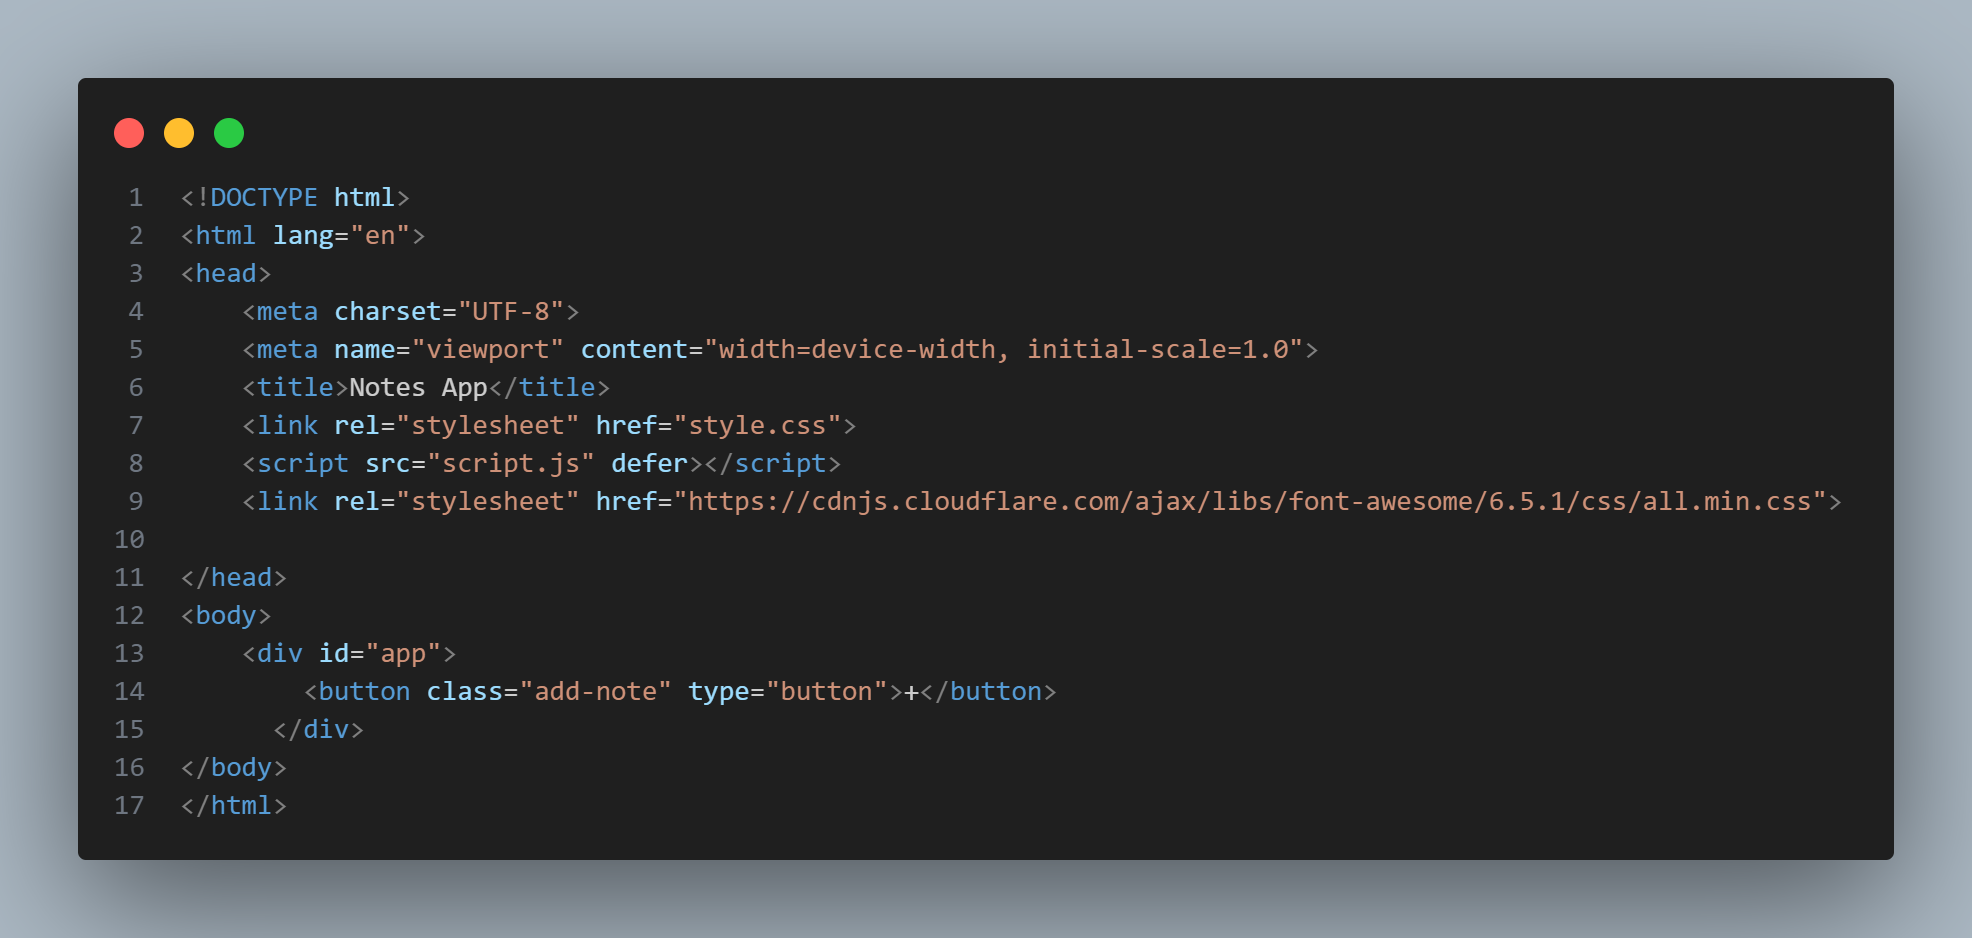 1 <!DOCTYPE html>
2 <html lang="en">
3 <head>
4     <meta charset="UTF-8">
5     <meta name="viewport" content="width=device-width, initial-scale=1.0">
6     <title>Notes App</title>
7     <link rel="stylesheet" href="style.css">
8     <script src="script.js" defer></script>
9     <link rel="stylesheet" href="https://cdnjs.cloudflare.com/ajax/libs/font-awesome/6.5.1/css/all.min.css">
10
11 </head>
12 <body>
13     <div id="app">
14         <button class="add-note" type="button">+</button>
15       </div>
16 </body>
17 </html>